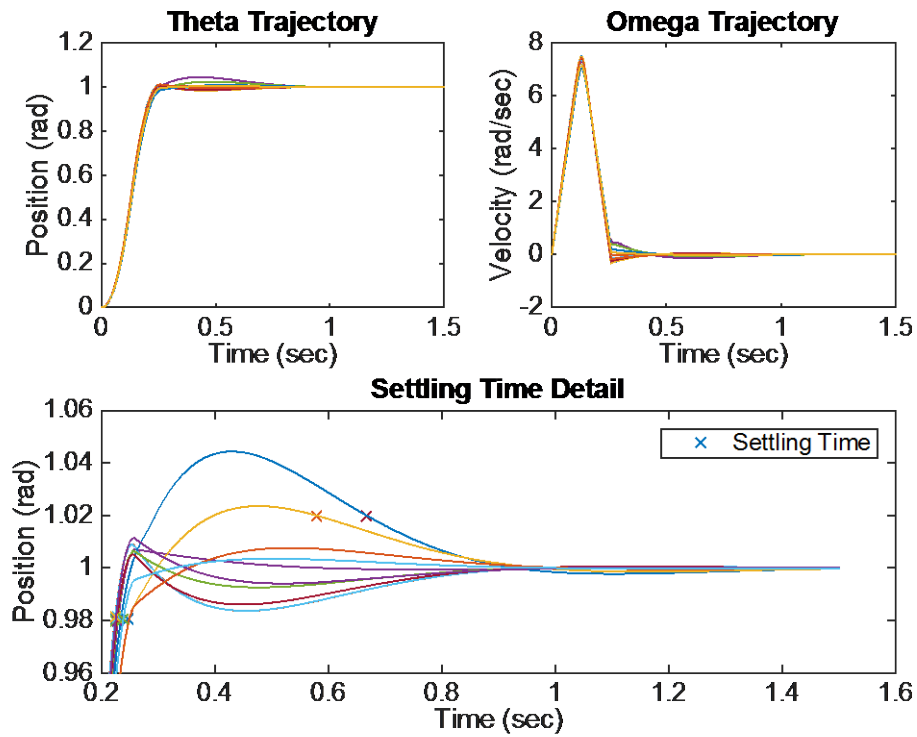 Theta Trajectory
Position (rad)
1.2
1
0.8
0.6
0.4
0.2
0
0 0.5 1 1.5
Time (sec)
Omega Trajectory
Velocity (rad/sec)
8
6
4
2
0
-2
0 0.5 1 1.5
Time (sec)
Settling Time Detail
Position (rad)
1.06
1.04
1.02
1
0.98
0.96
Settling Time
0.2 0.4 0.6 0.8 1 1.2 1.4 1.6
Time (sec)